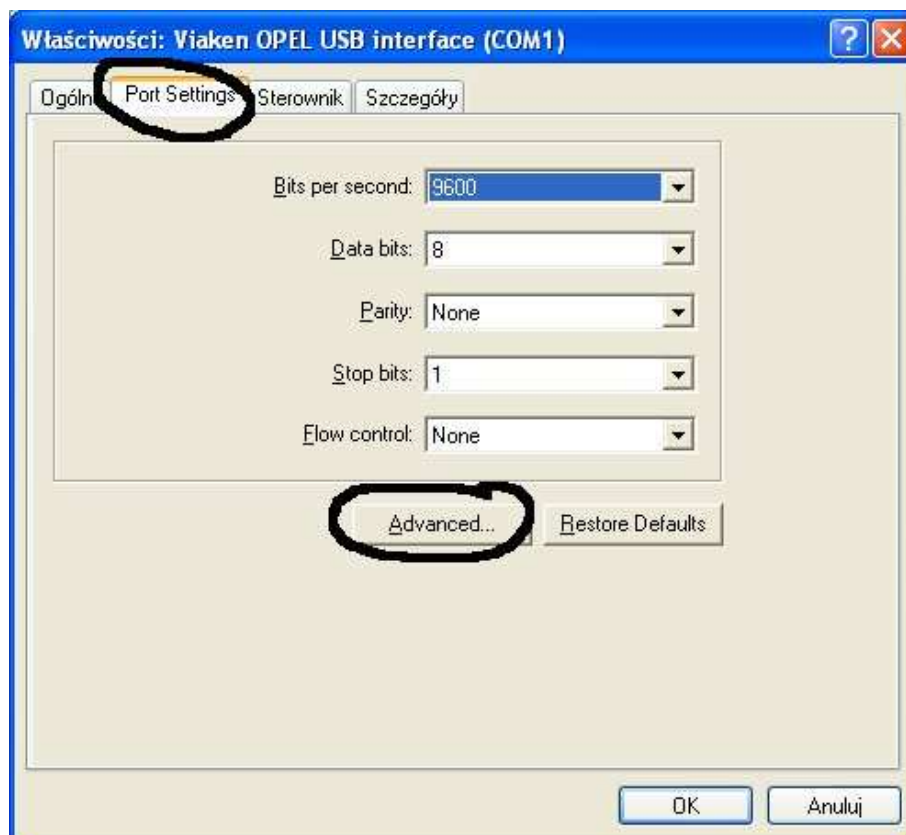 Właściwości: Viaken OPEL USB interface (COM1)
Ogóln Port Settings Sterownik Szczegóły
Bits per second: 9600
Data bits: 8
Parity: None
Stop bits: 1
Flow control: None
Advanced... Restore Defaults
OK Anuluj